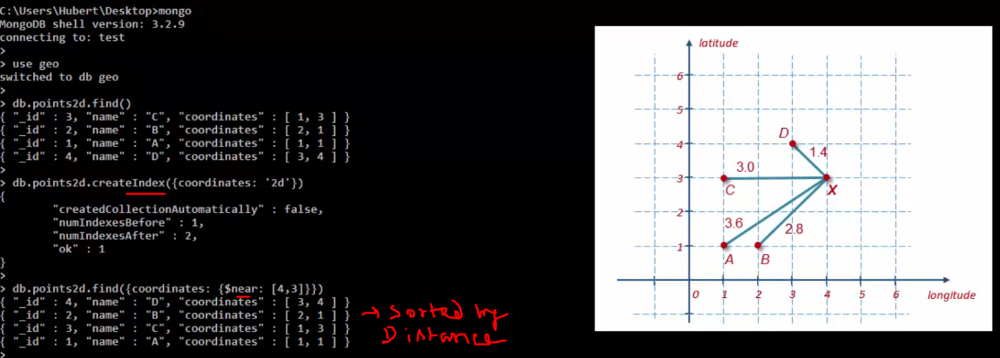 C:\Users\Hubert\Desktop>mongo
MongoDB shell version: 3.2.9
connecting to: test
>
> use geo
switched to db geo
>
> db.points2d.find()
{ "_id" : 3, "name" : "C", "coordinates" : [ 1, 3 ] }
{ "_id" : 2, "name" : "B", "coordinates" : [ 2, 1 ] }
{ "_id" : 1, "name" : "A", "coordinates" : [ 1, 1 ] }
{ "_id" : 4, "name" : "D", "coordinates" : [ 3, 4 ] }
>
> db.points2d.createIndex({coordinates: '2d'})
{
"createdCollectionAutomatically" : false,
"numIndexesBefore" : 1,
"numIndexesAfter" : 2,
"ok" : 1
}
>
> db.points2d.find({coordinates: {$near: [4,3]}})
{ "_id" : 4, "name" : "D", "coordinates" : [ 3, 4 ] }
{ "_id" : 2, "name" : "B", "coordinates" : [ 2, 1 ] }
{ "_id" : 3, "name" : "C", "coordinates" : [ 1, 3 ] }
{ "_id" : 1, "name" : "A", "coordinates" : [ 1, 1 ] }
>
→ Sorted by
Distance
latitude
6
5
D
4
1.4
3.0
3
C
X
2
3.6
2.8
1
A
B
0 1 2 3 4 5 6
longitude